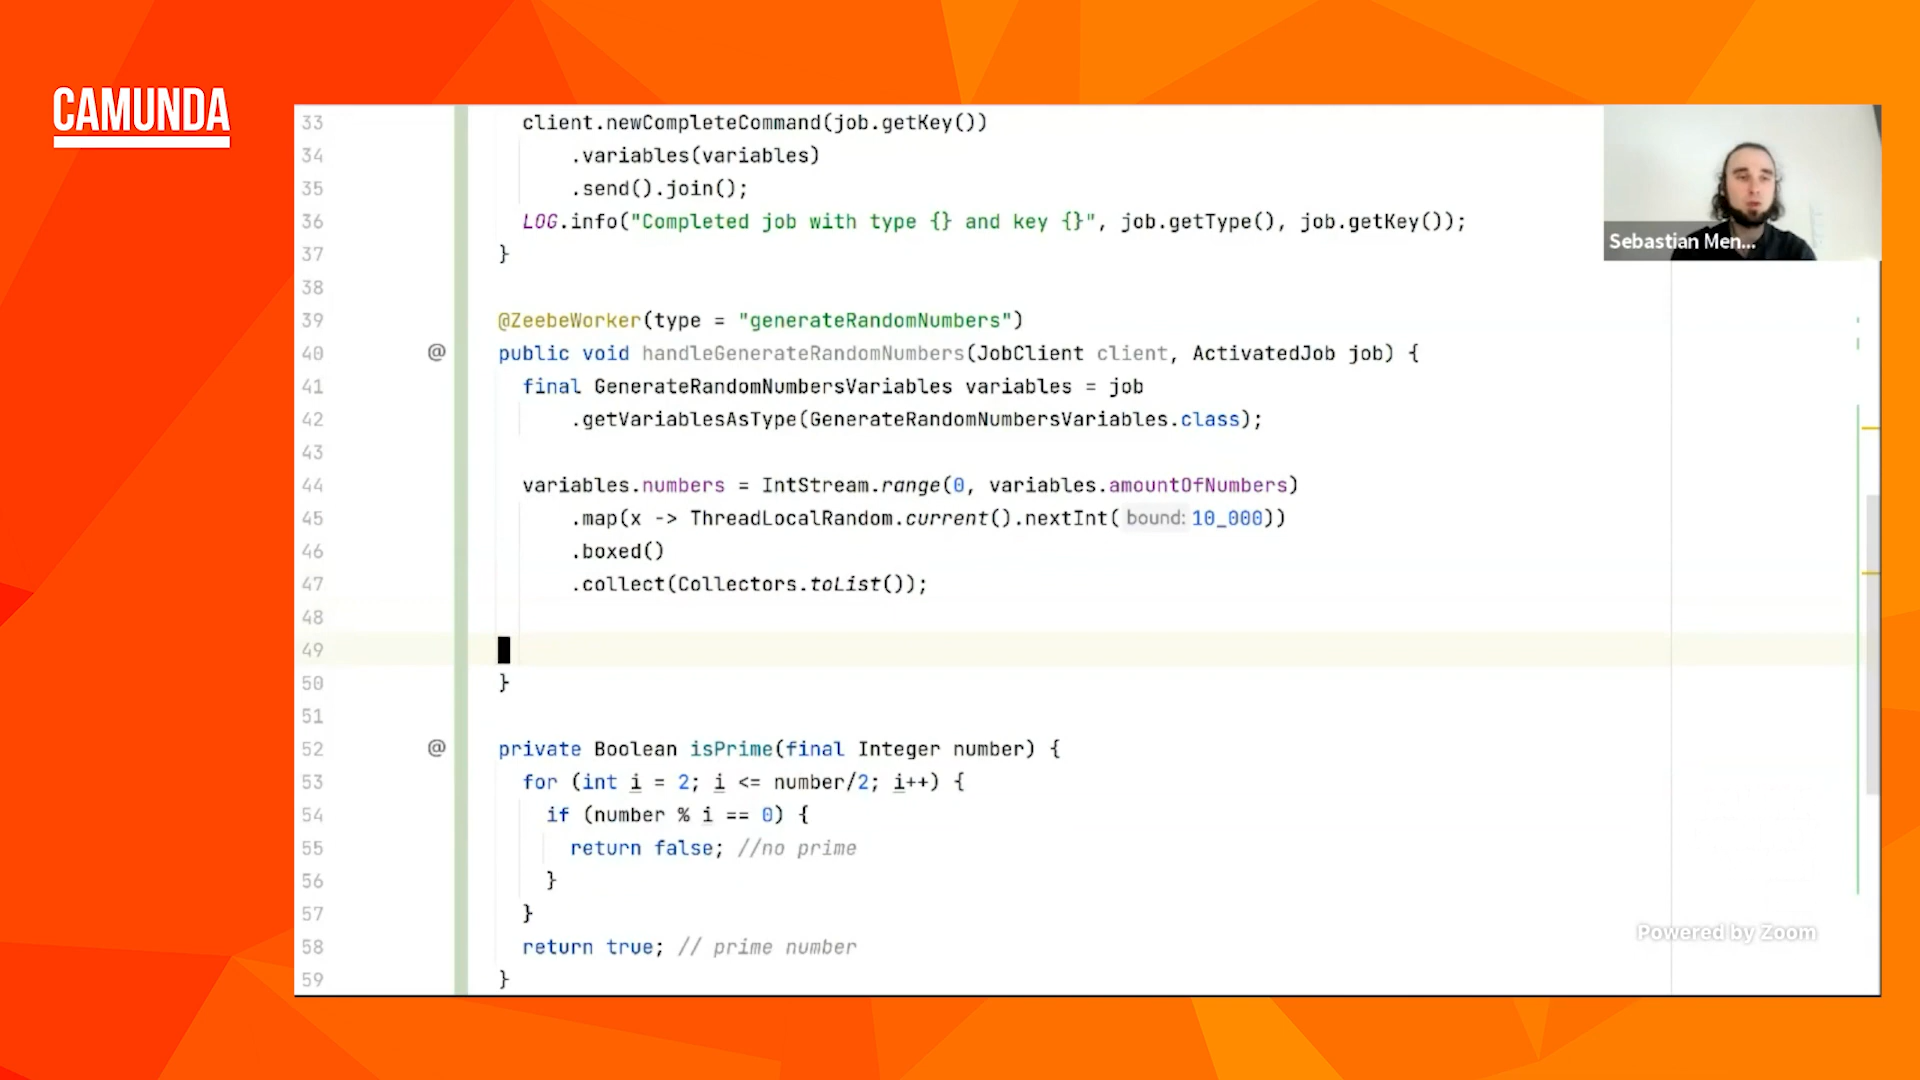 CAMUNDA
33 client.newCompleteCommand(job.getKey())
34 .variables(variables)
35 .send().join();
36 LOG.info("Completed job with type {} and key {}", job.getType(), job.getKey());
37 }
38
39 @ZeebeWorker(type = "generateRandomNumbers")
40 @ public void handleGenerateRandomNumbers(JobClient client, ActivatedJob job) {
41 final GenerateRandomNumbersVariables variables = job
42 .getVariablesAsType(GenerateRandomNumbersVariables.class);
43
44 variables.numbers = IntStream.range(0, variables.amountOfNumbers)
45 .map(x -> ThreadLocalRandom.current().nextInt( bound: 10_000))
46 .boxed()
47 .collect(Collectors.toList());
48
49
50 }
51
52 @ private Boolean isPrime(final Integer number) {
53 for (int i = 2; i <= number/2; i++) {
54 if (number % i == 0) {
55 return false; //no prime
56 }
57 }
58 return true; // prime number
59 }
Sebastian Men...
Powered by Zoom